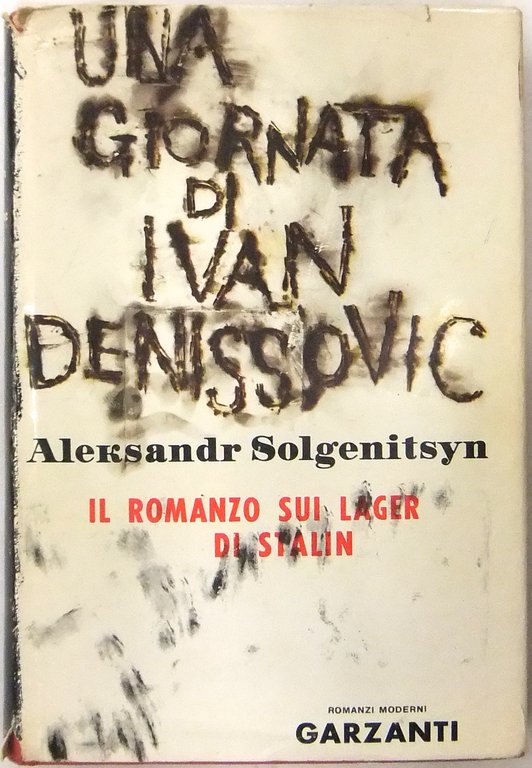 UNA
GIORNATA
DI
IVAN
DENISSOVIC
Aleksandr Solgenitsyn
IL ROMANZO SUI LAGER
DI STALIN
ROMANZI MODERNI
GARZANTI